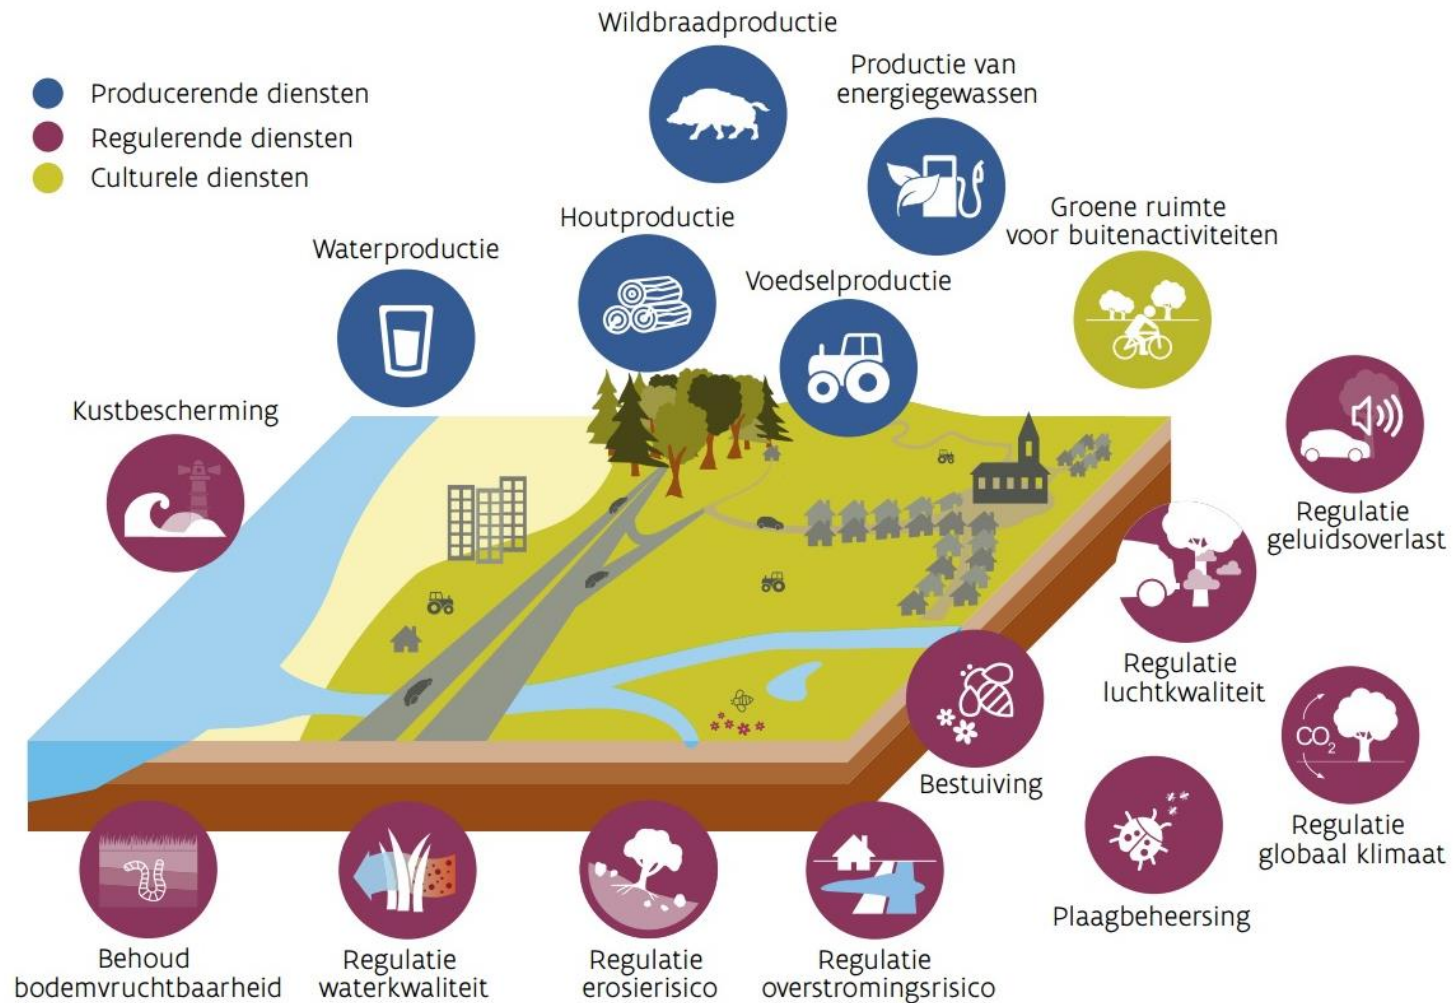 Wildbraadproductie
Productie van
energiegewassen
Producerende diensten
Regulerende diensten
Culturele diensten
Houtproductie
Groene ruimte
voor buitenactiviteiten
Waterproductie
Voedselproductie
Kustbescherming
Regulatie
geluidsoverlast
Regulatie
luchtkwaliteit
CO2
Bestuiving
Regulatie
globaal klimaat
Plaagbeheersing
Behoud
bodemvruchtbaarheid
Regulatie
waterkwaliteit
Regulatie
erosierisico
Regulatie
overstromingsrisico